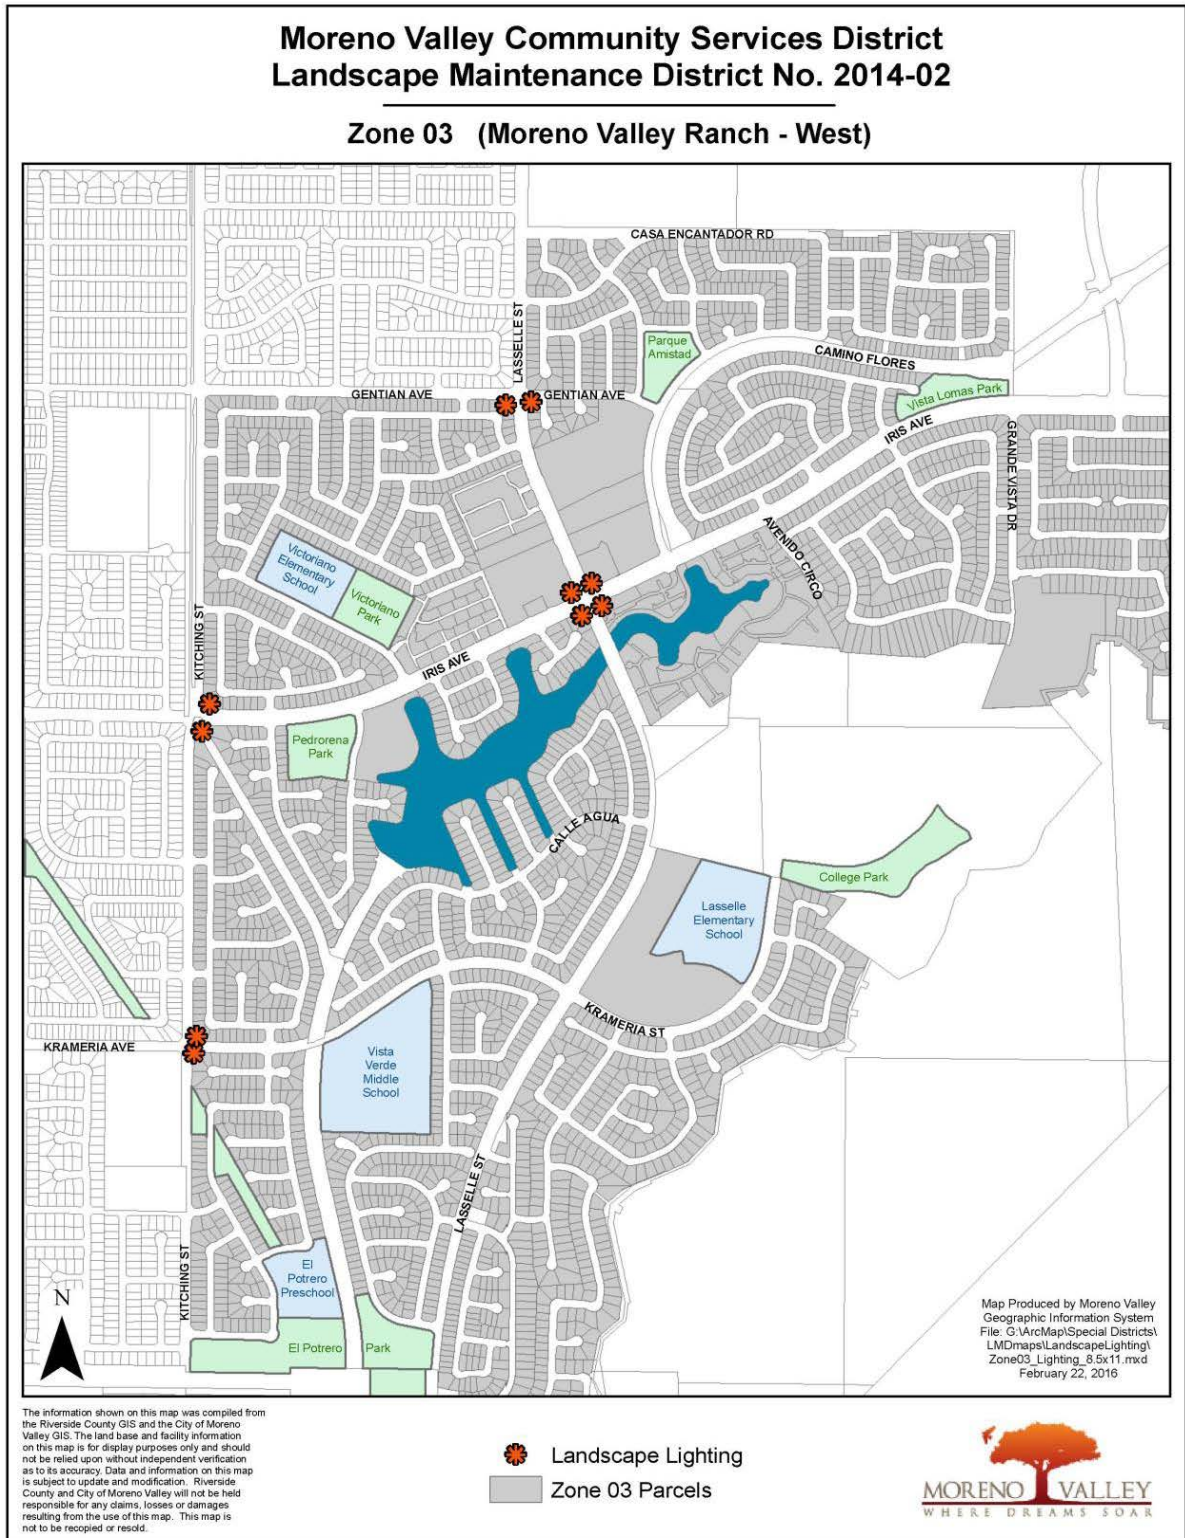 Moreno Valley Community Services District
Landscape Maintenance District No. 2014-02
Zone 03 (Moreno Valley Ranch - West)
CASA ENCANTADOR RD
LASSELLE ST
Parque
Amistad
CAMINO FLORES
GENTIAN AVE
GENTIAN AVE
Vista Lomas Park
IRIS AVE
GRANDE VISTA DR
AVENIDO CIRCO
Victoriano
Elementary
School
Victoriano
Park
KITCHING ST
IRIS AVE
Pedrorena
Park
CALLE AGUA
College Park
Lasselle
Elementary
School
KRAMERIA ST
KRAMERIA AVE
Vista
Verde
Middle
School
LASSELLE ST
KITCHING ST
El
Potrero
Preschool
El Potrero
Park
N
Map Produced by Moreno Valley
Geographic Information System
File: G:\ArcMap\Special Districts\
LMDmaps\LandscapeLighting\
Zone03_Lighting_8.5x11.mxd
February 22, 2016
The information shown on this map was compiled from
the Riverside County GIS and the City of Moreno
Valley GIS. The land base and facility information
on this map is for display purposes only and should
not be relied upon without independent verification
as to its accuracy. Data and information on this map
is subject to update and modification. Riverside
County and City of Moreno Valley will not be held
responsible for any claims, losses or damages
resulting from the use of this map. This map is
not to be recopied or resold.
Landscape Lighting
Zone 03 Parcels
MORENO VALLEY
WHERE DREAMS SOAR